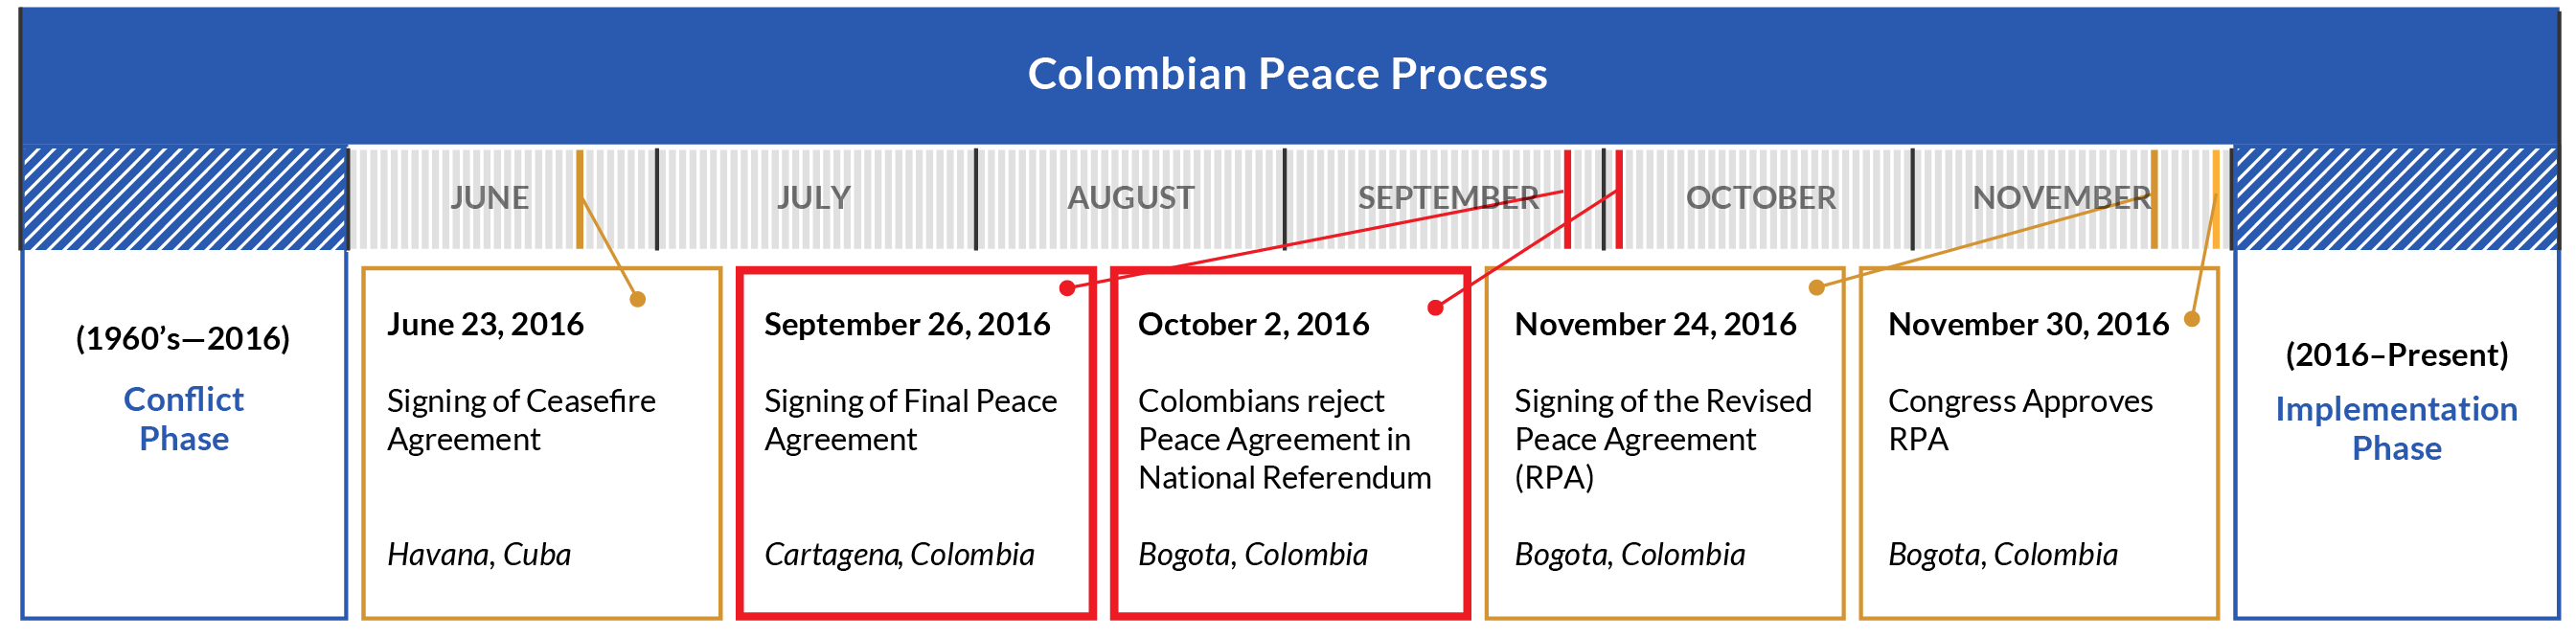 Colombian Peace Process
JUNE
JULY
AUGUST
SEPTEMBER
OCTOBER
NOVEMBER
(1960’s—2016)
Conflict
Phase
June 23, 2016
Signing of Ceasefire
Agreement
Havana, Cuba
September 26, 2016
Signing of Final Peace
Agreement
Cartagena, Colombia
October 2, 2016
Colombians reject
Peace Agreement in
National Referendum
Bogota, Colombia
November 24, 2016
Signing of the Revised
Peace Agreement
(RPA)
Bogota, Colombia
November 30, 2016
Congress Approves
RPA
Bogota, Colombia
(2016–Present)
Implementation
Phase